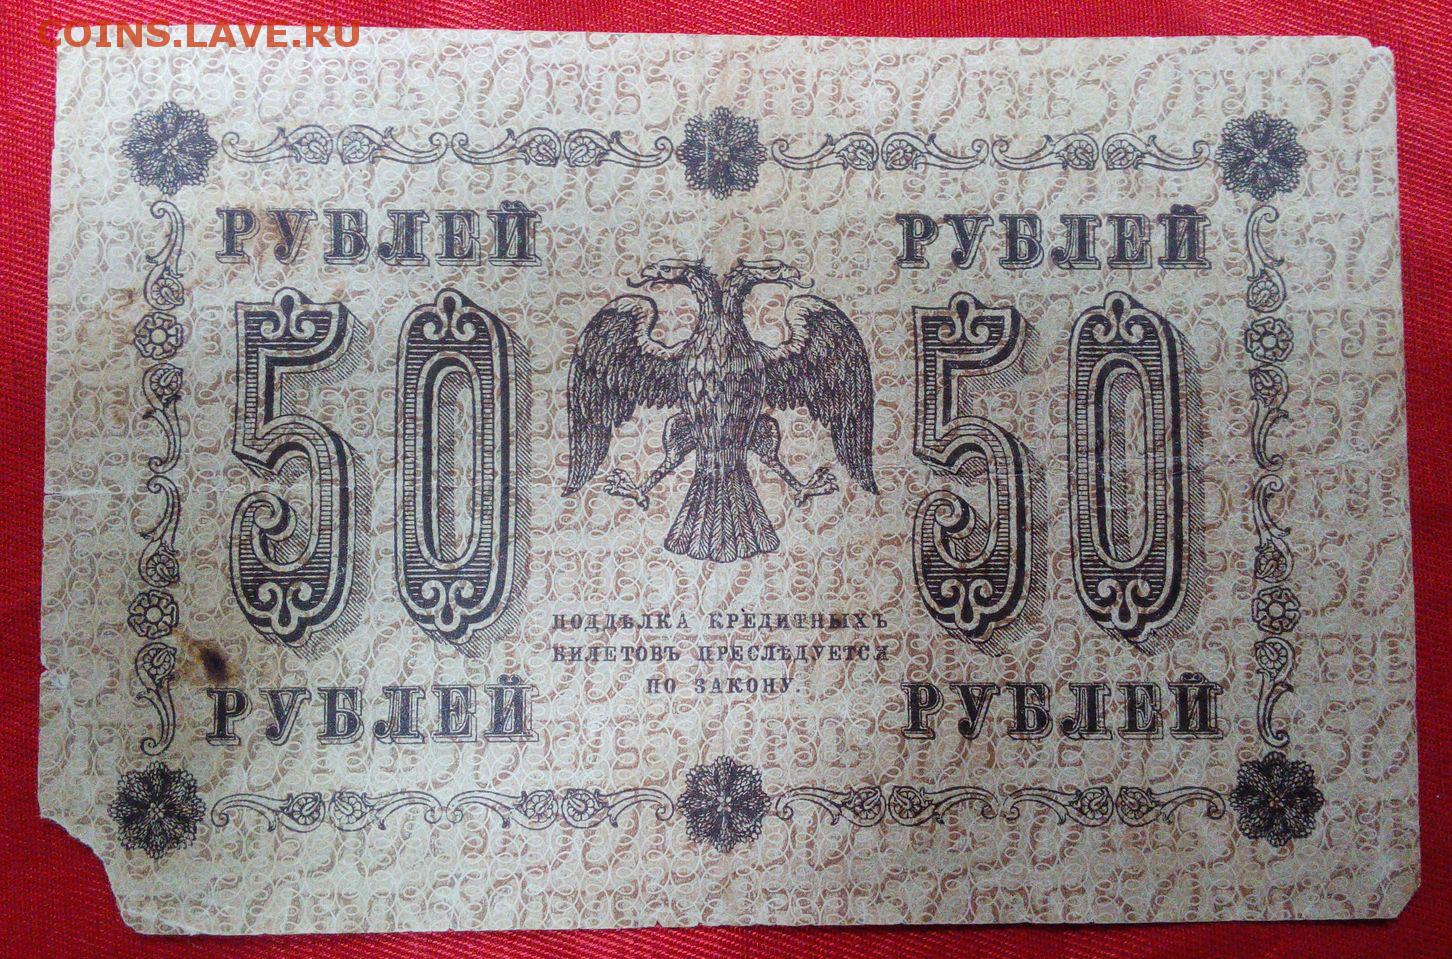 COINS.LAVE.RU
РУБЛЕЙ РУБЛЕЙ
50 50
ПОДДѢЛКА КРЕДИТНЫХЪ
БИЛЕТОВЪ ПРЕСЛѢДУЕТСЯ
ПО ЗАКОНУ.
РУБЛЕЙ РУБЛЕЙ